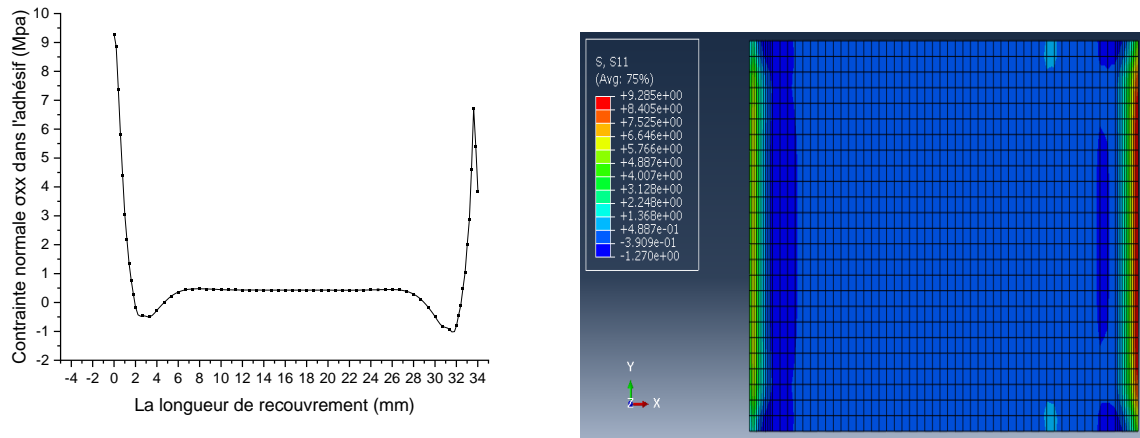 Contrainte normale σxx dans l'adhésif (Mpa)
10
9
8
7
6
5
4
3
2
1
0
-1
-2
-4 -2 0 2 4 6 8 10 12 14 16 18 20 22 24 26 28 30 32 34
La longueur de recouvrement (mm)
S, S11
(Avg: 75%)
+9.285e+00
+8.405e+00
+7.525e+00
+6.646e+00
+5.766e+00
+4.887e+00
+4.007e+00
+3.128e+00
+2.248e+00
+1.368e+00
+4.887e-01
-3.909e-01
-1.270e+00
Y
Z X